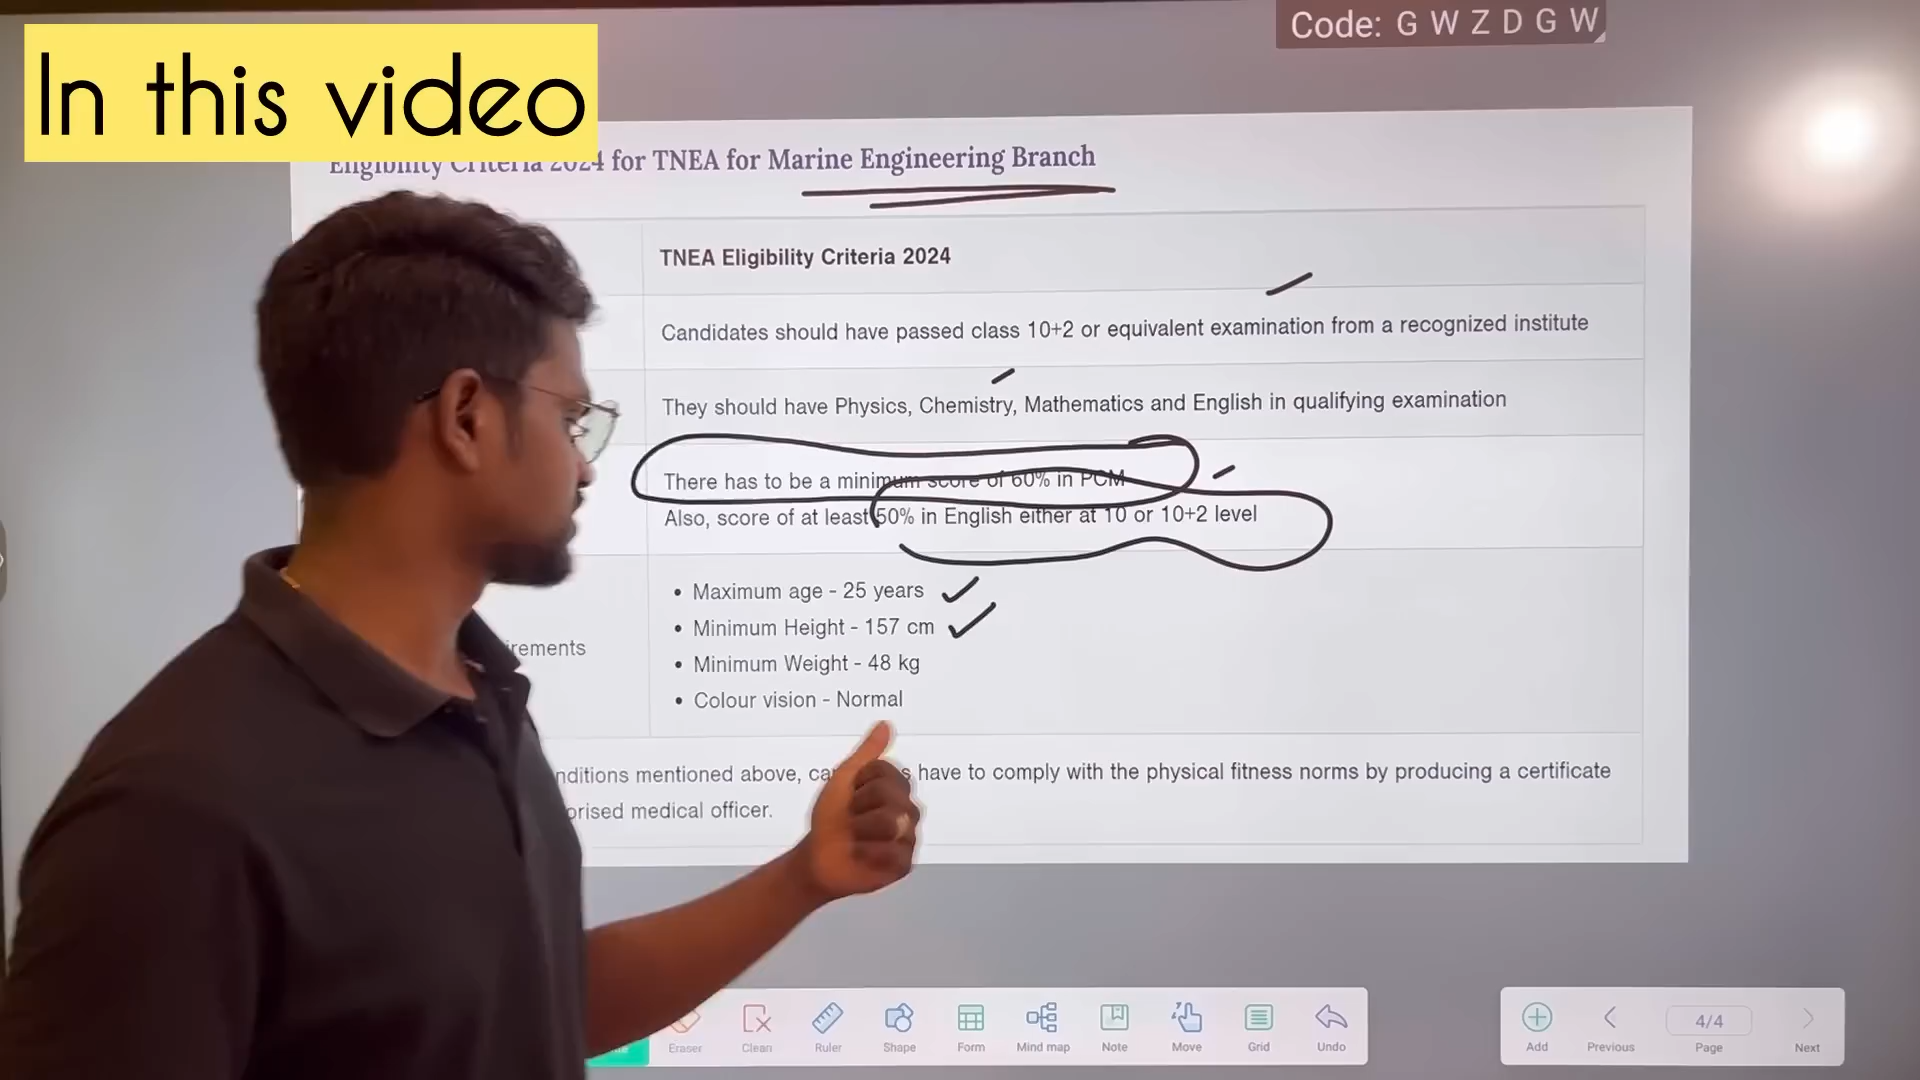 Code: G W Z D G W
In this video
Eligibility Criteria 2024 for TNEA for Marine Engineering Branch
TNEA Eligibility Criteria 2024
Candidates should have passed class 10+2 or equivalent examination from a recognized institute
They should have Physics, Chemistry, Mathematics and English in qualifying examination
There has to be a minimum score of 60% in PCM
Also, score of at least 50% in English either at 10 or 10+2 level
• Maximum age - 25 years
• Minimum Height - 157 cm
irements
• Minimum Weight - 48 kg
• Colour vision - Normal
nditions mentioned above, ca s have to comply with the physical fitness norms by producing a certificate
orised medical officer.
Eraser Clean Ruler Shape Form Mind map Note Move Grid Undo
Add Previous 4/4 Page Next